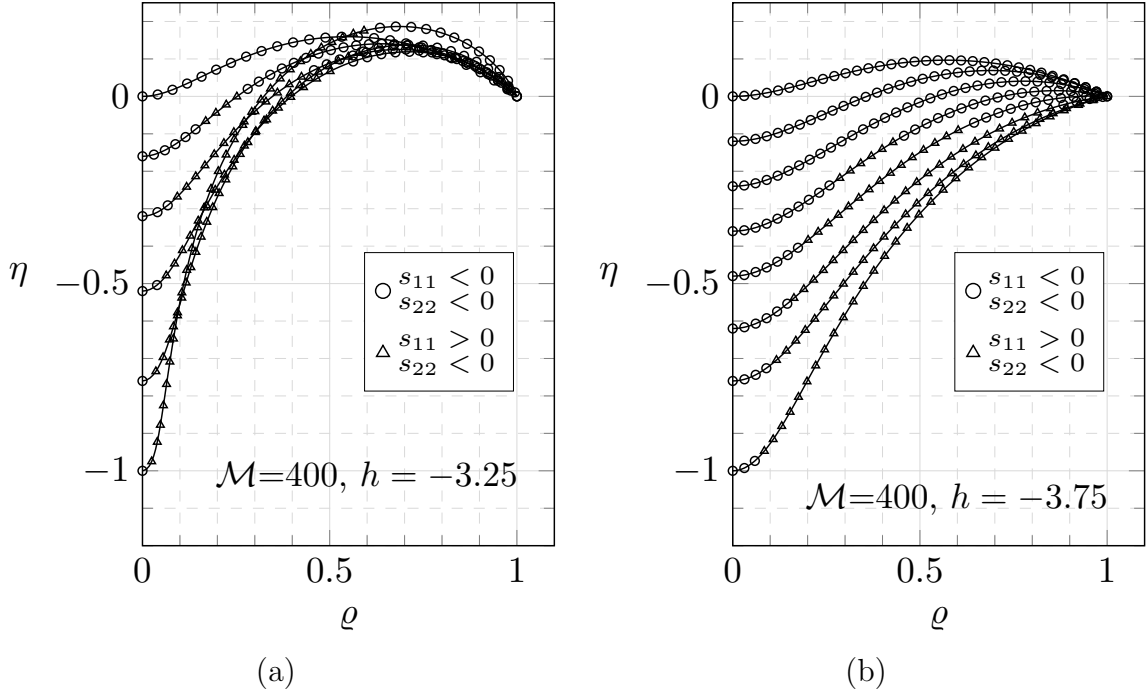 0
−0.5
−1
η
0
0.5
1
ϱ
s₁₁ < 0
s₂₂ < 0
s₁₁ > 0
s₂₂ < 0
ℳ=400, h = −3.25
(a)
0
−0.5
−1
η
0
0.5
1
ϱ
s₁₁ < 0
s₂₂ < 0
s₁₁ > 0
s₂₂ < 0
ℳ=400, h = −3.75
(b)